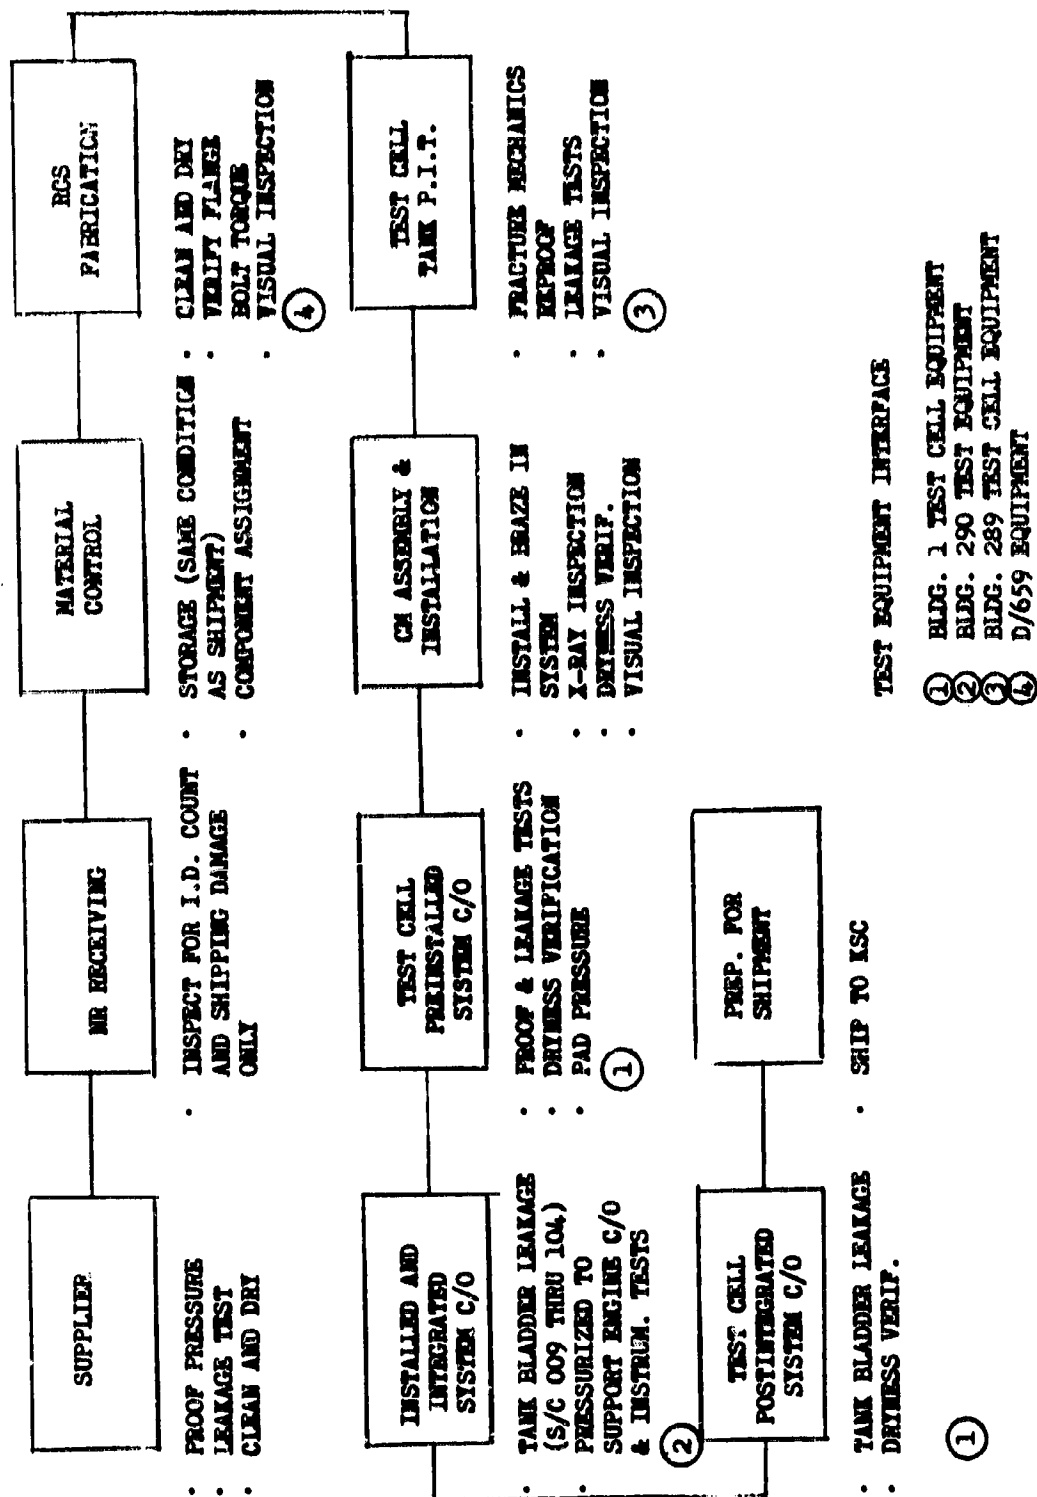 SUPPLIER
· PROOF PRESSURE
· LEAKAGE TEST
· CLEAN AND DRY
NR RECEIVING
· INSPECT FOR I.D. COUNT
AND SHIPPING DAMAGE
ONLY
MATERIAL
CONTROL
· STORAGE (SAME CONDITION
AS SHIPMENT)
· COMPONENT ASSIGNMENT
RCS
FABRICATION
· CLEAN AND DRY
· VERIFY FLANGE
BOLT TORQUE
· VISUAL INSPECTION
4
TEST CELL
TANK P.I.T.
· FRACTURE MECHANICS
REPROOF
· LEAKAGE TESTS
· VISUAL INSPECTION
3
CM ASSEMBLY &
INSTALLATION
· INSTALL & BRAZE IN
SYSTEM
· X-RAY INSPECTION
· DRYNESS VERIF.
· VISUAL INSPECTION
TEST CELL
PREINSTALLED
SYSTEM C/O
· PROOF & LEAKAGE TESTS
· DRYNESS VERIFICATION
· PAD PRESSURE
1
INSTALLED AND
INTEGRATED
SYSTEM C/O
· TANK BLADDER LEAKAGE
(S/C 009 THRU 104)
· PRESSURIZED TO
SUPPORT ENGINE C/O
& INSTRUM. TESTS
2
TEST CELL
POSTINTEGRATED
SYSTEM C/O
· TANK BLADDER LEAKAGE
· DRYNESS VERIF.
1
PREP. FOR
SHIPMENT
· SHIP TO KSC
TEST EQUIPMENT INTERFACE
1 BLDG. 1 TEST CELL EQUIPMENT
2 BLDG. 290 TEST EQUIPMENT
3 BLDG. 289 TEST CELL EQUIPMENT
4 D/659 EQUIPMENT